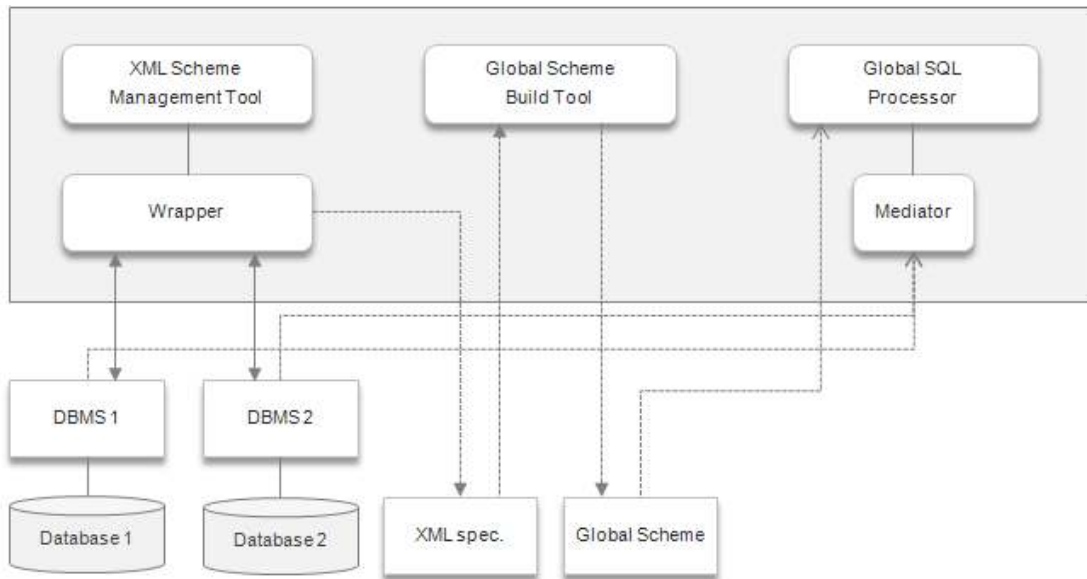 XML Scheme
Management Tool
Global Scheme
Build Tool
Global SQL
Processor
Wrapper
Mediator
DBMS 1
DBMS 2
Database 1
Database 2
XML spec.
Global Scheme